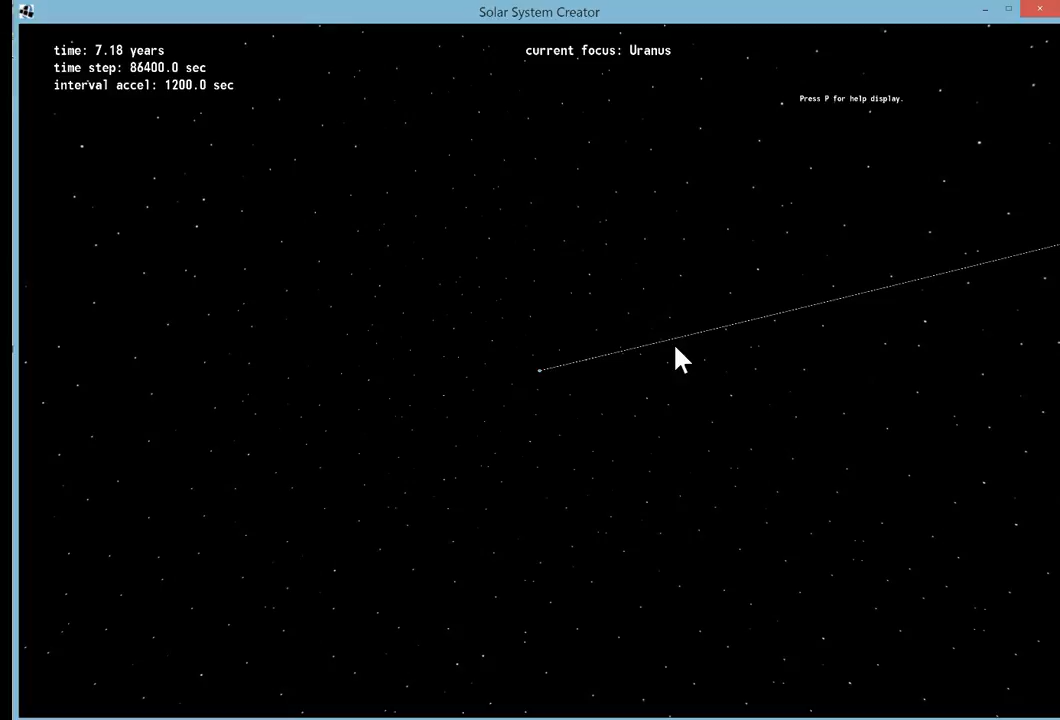 Solar System Creator
time: 7.18 years
current focus: Uranus
time step: 86400.0 sec
interval accel: 1200.0 sec
Press P for help display.